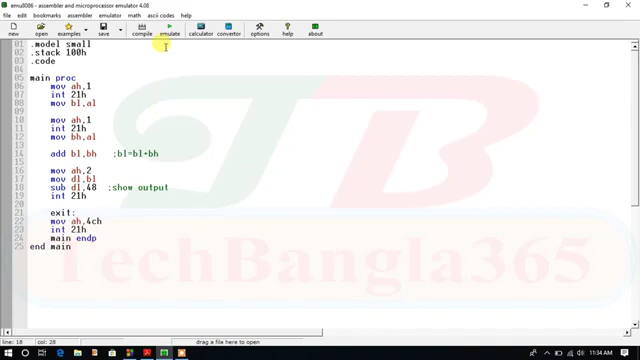 emu8086 - assembler and microprocessor emulator 4.08
file edit bookmarks assembler emulator math ascii codes help
new open examples save compile emulate calculator convertor options help about
01 .model small
02 .stack 100h
03 .code
04
05 main proc
06 mov ah,1
07 int 21h
08 mov bl,al
09
10 mov ah,1
11 int 21h
12 mov bh,al
13
14 add bl,bh ;bl=bl+bh
15
16 mov ah,2
17 mov dl,bl
18 sub dl,48 ;show output
19 int 21h
20
21 exit:
22 mov ah,4ch
23 int 21h
24 main endp
25 end main
TB
TechBangla365
line: 18 col: 28 drag a file here to open
11:34 AM